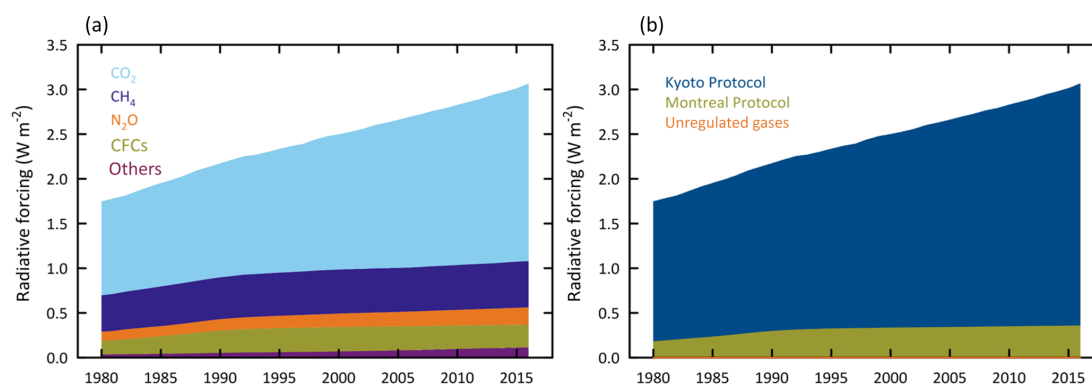 (a)
Radiative forcing (W m⁻²)
3.5
3.0
2.5
2.0
1.5
1.0
0.5
0.0
CO₂
CH₄
N₂O
CFCs
Others
1980 1985 1990 1995 2000 2005 2010 2015
(b)
Radiative forcing (W m⁻²)
3.5
3.0
2.5
2.0
1.5
1.0
0.5
0.0
Kyoto Protocol
Montreal Protocol
Unregulated gases
1980 1985 1990 1995 2000 2005 2010 2015